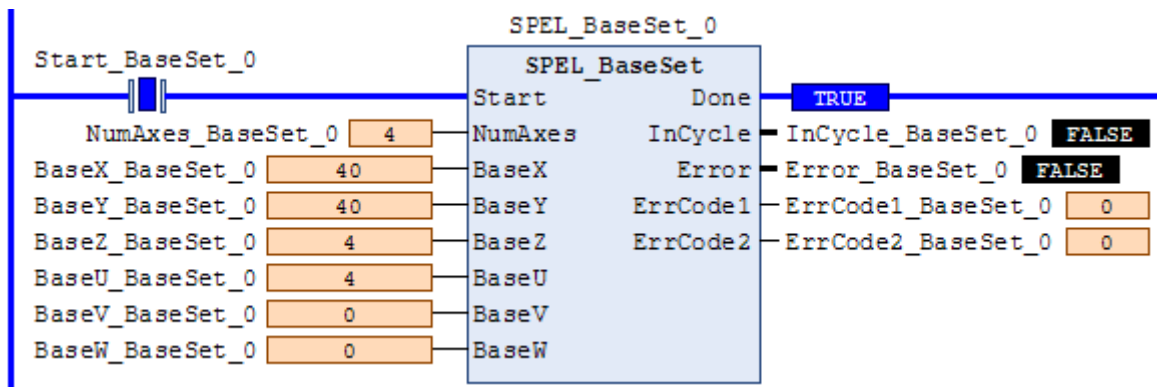 SPEL_BaseSet_0
Start_BaseSet_0 SPEL_BaseSet
Start Done TRUE
NumAxes_BaseSet_0 4 NumAxes InCycle InCycle_BaseSet_0 FALSE
BaseX_BaseSet_0 40 BaseX Error Error_BaseSet_0 FALSE
BaseY_BaseSet_0 40 BaseY ErrCode1 ErrCode1_BaseSet_0 0
BaseZ_BaseSet_0 4 BaseZ ErrCode2 ErrCode2_BaseSet_0 0
BaseU_BaseSet_0 4 BaseU
BaseV_BaseSet_0 0 BaseV
BaseW_BaseSet_0 0 BaseW